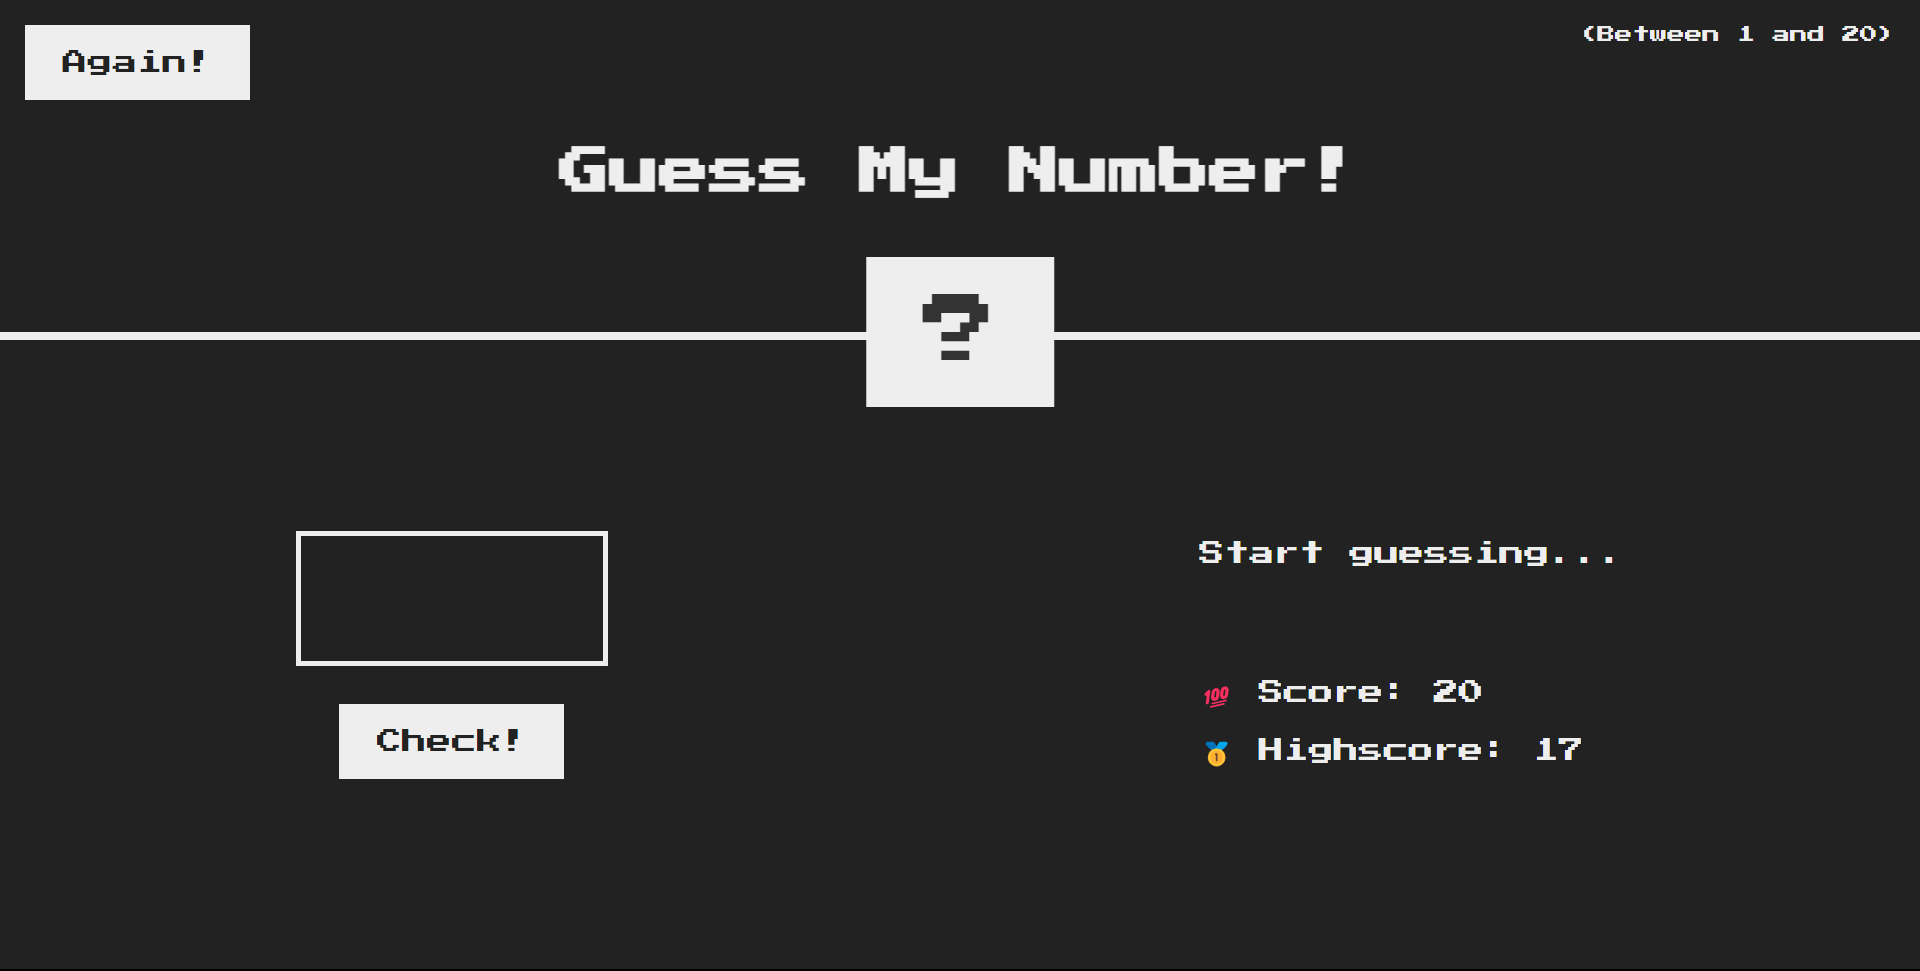 Again!
(Between 1 and 20)
Guess My Number!
?
Start guessing...
Check!
💯 Score: 20
🥇 Highscore: 17